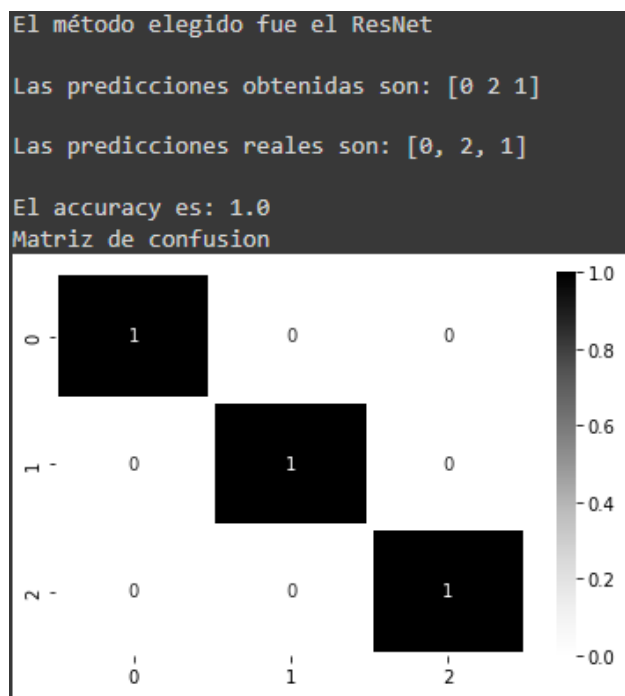 El método elegido fue el ResNet
Las predicciones obtenidas son: [0 2 1]
Las predicciones reales son: [0, 2, 1]
El accuracy es: 1.0
Matriz de confusion
0 1 0 0
1 0 1 0
2 0 0 1
0 1 2
1.0
0.8
0.6
0.4
0.2
0.0